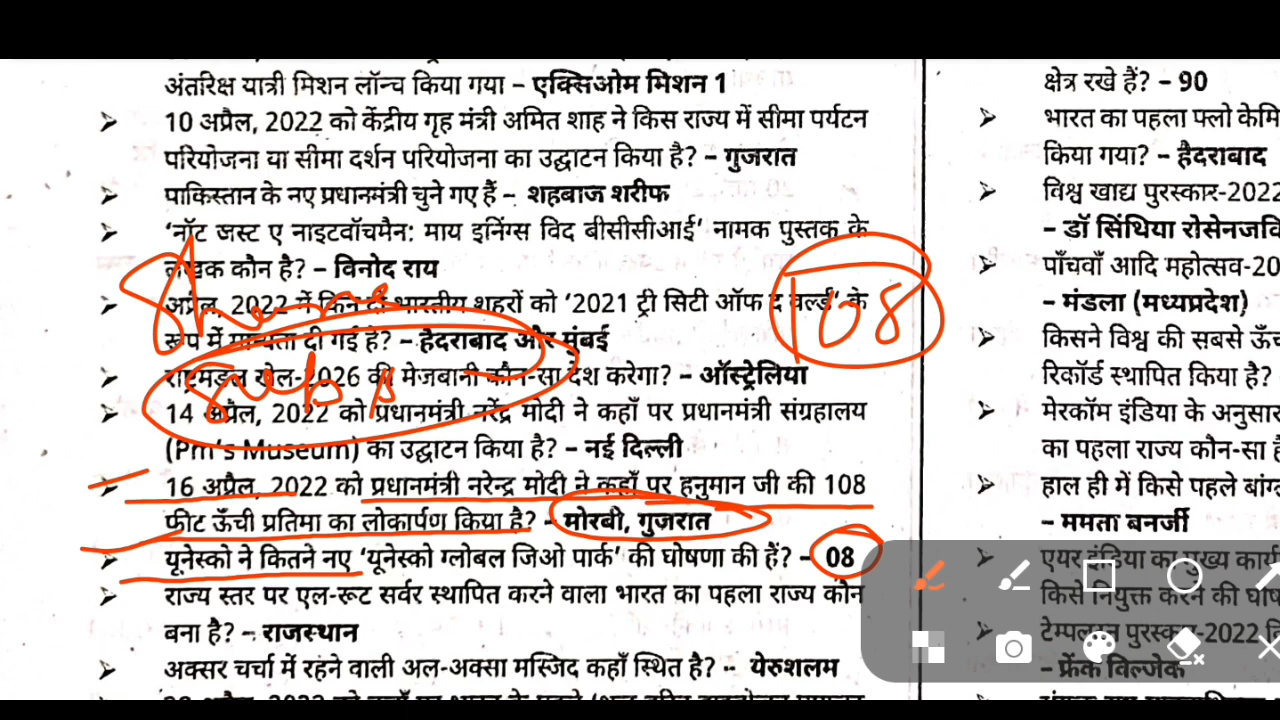 अंतरिक्ष यात्री मिशन लॉन्च किया गया – एक्सिओम मिशन 1
➢ 10 अप्रैल, 2022 को केंद्रीय गृह मंत्री अमित शाह ने किस राज्य में सीमा पर्यटन
परियोजना या सीमा दर्शन परियोजना का उद्घाटन किया है? – गुजरात
➢ पाकिस्तान के नए प्रधानमंत्री चुने गए हैं – शहबाज शरीफ
➢ ‘नॉट जस्ट ए नाइटवॉचमैन: माय इनिंग्स विद बीसीसीआई’ नामक पुस्तक के
लेखक कौन है? – विनोद राय
➢ अप्रैल, 2022 में किन दो भारतीय शहरों को ‘2021 ट्री सिटी ऑफ द वर्ल्ड’ के
रूप में मान्यता दी गई है? – हैदराबाद और मुंबई
➢ राष्ट्रमंडल खेल-2026 की मेजबानी कौन-सा देश करेगा? – ऑस्ट्रेलिया
➢ 14 अप्रैल, 2022 को प्रधानमंत्री नरेंद्र मोदी ने कहाँ पर प्रधानमंत्री संग्रहालय
(Pm's Museum) का उद्घाटन किया है? – नई दिल्ली
➢ 16 अप्रैल, 2022 को प्रधानमंत्री नरेन्द्र मोदी ने कहाँ पर हनुमान जी की 108
फीट ऊँची प्रतिमा का लोकार्पण किया है? – मोरबी, गुजरात
➢ यूनेस्को ने कितने नए ‘यूनेस्को ग्लोबल जिओ पार्क’ की घोषणा की हैं? – 08
➢ राज्य स्तर पर एल-रूट सर्वर स्थापित करने वाला भारत का पहला राज्य कौन
बना है? – राजस्थान
➢ अक्सर चर्चा में रहने वाली अल-अक्सा मस्जिद कहाँ स्थित है? – येरुशलम
108
क्षेत्र रखे हैं? – 90
➢ भारत का पहला फ्लो केमि
किया गया? – हैदराबाद
➢ विश्व खाद्य पुरस्कार-2022
– डॉ सिंथिया रोसेनजवि
➢ पाँचवाँ आदि महोत्सव-20
– मंडला (मध्यप्रदेश)
➢ किसने विश्व की सबसे ऊँच
रिकॉर्ड स्थापित किया है?
➢ मेरकॉम इंडिया के अनुसार
का पहला राज्य कौन-सा है
➢ हाल ही में किसे पहले बांग्
– ममता बनर्जी
➢ एयर इंडिया का मुख्य कार्य
किसे नियुक्त करने की घोष
➢ टेम्पलटन पुरस्कार-2022
– फ्रेंक विल्जेक